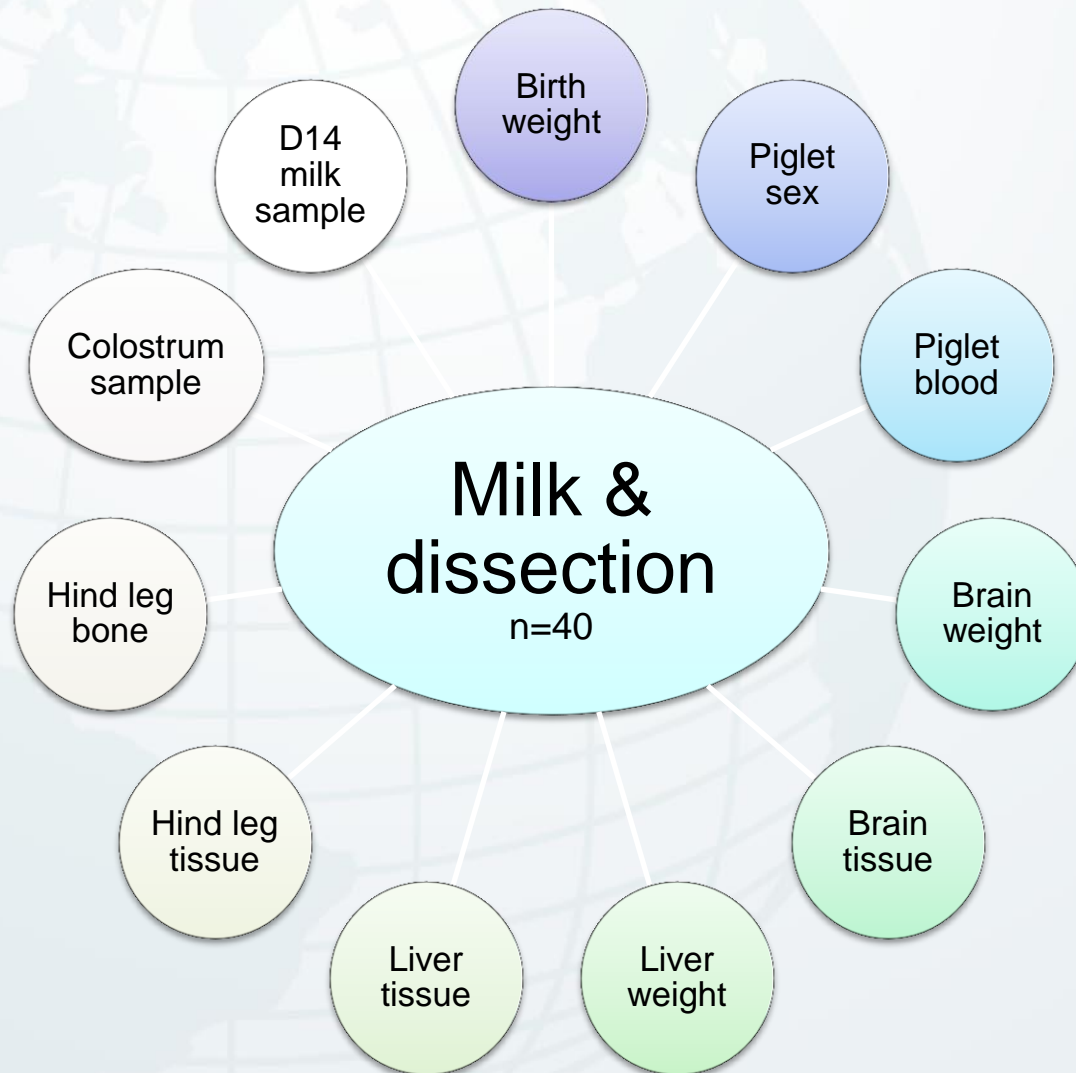 Birth
weight
Piglet
sex
Piglet
blood
Brain
weight
Brain
tissue
Liver
weight
Liver
tissue
Hind leg
tissue
Hind leg
bone
Colostrum
sample
D14
milk
sample
Milk &
dissection
n=40